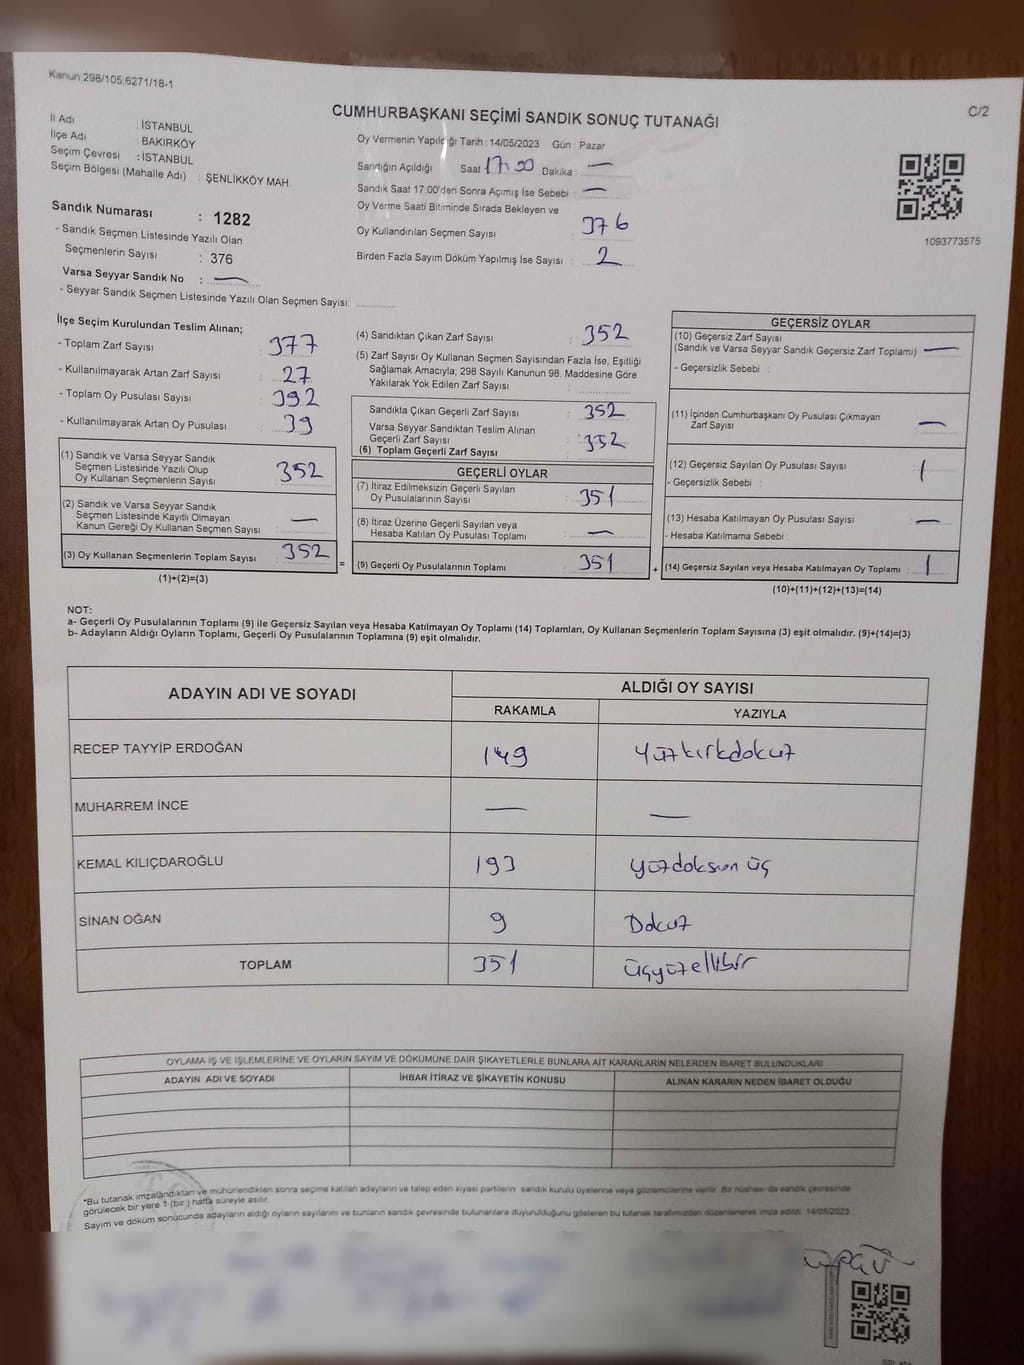 Kanun:298/105,6271/18-1
C/2
CUMHURBAŞKANI SEÇİMİ SANDIK SONUÇ TUTANAĞI
İl Adı : İSTANBUL
İlçe Adı : BAKIRKÖY
Seçim Çevresi : İSTANBUL
Seçim Bölgesi (Mahalle Adı) : ŞENLİKKÖY MAH.
Sandık Numarası : 1282
- Sandık Seçmen Listesinde Yazılı Olan
Seçmenlerin Sayısı : 376
Varsa Seyyar Sandık No : —
- Seyyar Sandık Seçmen Listesinde Yazılı Olan Seçmen Sayısı:
Oy Vermenin Yapıldığı Tarih : 14/05/2023 Gün : Pazar
Sandığın Açıldığı Saat 17:00 Dakika : —
Sandık Saat 17.00'den Sonra Açımış İse Sebebi : —
Oy Verme Saati Bitiminde Sırada Bekleyen ve
Oy Kullandırılan Seçmen Sayısı : 376
Birden Fazla Sayım Döküm Yapılmış İse Sayısı : 2
1093773575
İlçe Seçim Kurulundan Teslim Alınan;
- Toplam Zarf Sayısı : 377
- Kullanılmayarak Artan Zarf Sayısı : 27
- Toplam Oy Pusulası Sayısı : 392
- Kullanılmayarak Artan Oy Pusulası : 39
(1) Sandık ve Varsa Seyyar Sandık
Seçmen Listesinde Yazılı Olup
Oy Kullanan Seçmenlerin Sayısı : 352
(2) Sandık ve Varsa Seyyar Sandık
Seçmen Listesinde Kayıtlı Olmayan
Kanun Gereği Oy Kullanan Seçmen Sayısı : —
(3) Oy Kullanan Seçmenlerin Toplam Sayısı : 352
(1)+(2)=(3)
=
(4) Sandıktan Çıkan Zarf Sayısı : 352
(5) Zarf Sayısı Oy Kullanan Seçmen Sayısından Fazla İse, Eşitliği
Sağlamak Amacıyla; 298 Sayılı Kanunun 98. Maddesine Göre
Yakılarak Yok Edilen Zarf Sayısı :
Sandıkta Çıkan Geçerli Zarf Sayısı : 352
Varsa Seyyar Sandıktan Teslim Alınan
Geçerli Zarf Sayısı : 352
(6) Toplam Geçerli Zarf Sayısı :
GEÇERLİ OYLAR
(7) İtiraz Edilmeksizin Geçerli Sayılan
Oy Pusulalarının Sayısı : 351
(8) İtiraz Üzerine Geçerli Sayılan veya
Hesaba Katılan Oy Pusulası Toplamı : —
(9) Geçerli Oy Pusulalarının Toplamı : 351
+
GEÇERSİZ OYLAR
(10) Geçersiz Zarf Sayısı
(Sandık ve Varsa Seyyar Sandık Geçersiz Zarf Toplamı) : —
- Geçersizlik Sebebi :
(11) İçinden Cumhurbaşkanı Oy Pusulası Çıkmayan
Zarf Sayısı : —
(12) Geçersiz Sayılan Oy Pusulası Sayısı : 1
- Geçersizlik Sebebi :
(13) Hesaba Katılmayan Oy Pusulası Sayısı : —
- Hesaba Katılmama Sebebi :
(14) Geçersiz Sayılan veya Hesaba Katılmayan Oy Toplamı : 1
(10)+(11)+(12)+(13)=(14)
NOT:
a- Geçerli Oy Pusulalarının Toplamı (9) ile Geçersiz Sayılan veya Hesaba Katılmayan Oy Toplamı (14) Toplamları, Oy Kullanan Seçmenlerin Toplam Sayısına (3) eşit olmalıdır. (9)+(14)=(3)
b- Adayların Aldığı Oyların Toplamı, Geçerli Oy Pusulalarının Toplamına (9) eşit olmalıdır.
ADAYIN ADI VE SOYADI ALDIĞI OY SAYISI
RAKAMLA YAZIYLA
RECEP TAYYİP ERDOĞAN 149 Yüzkırkdokuz
MUHARREM İNCE — —
KEMAL KILIÇDAROĞLU 193 yüzdoksan üç
SİNAN OĞAN 9 Dokuz
TOPLAM 351 üçyüzellibir
OYLAMA İŞ VE İŞLEMLERİNE VE OYLARIN SAYIM VE DÖKÜMÜNE DAİR ŞİKAYETLERLE BUNLARA AİT KARARLARIN NELERDEN İBARET BULUNDUKLARI
ADAYIN ADI VE SOYADI İHBAR İTİRAZ VE ŞİKAYETİN KONUSU ALINAN KARARIN NEDEN İBARET OLDUĞU
*Bu tutanak imzalandıktan ve mühürlendikten sonra seçime katılan adayların ve talep eden siyasi partilerin sandık kurulu üyelerine veya gözlemcilerine verilir. Bir nüshası da sandık çevresinde
görülecek bir yere 1 (bir) hafta süreyle asılır.
Sayım ve döküm sonucunda adayların aldığı oyların sayılarını ve bunların sandık çevresinde bulunanlara duyurulduğunu gösteren bu tutanak tarafımızdan düzenlenerek imza edildi. 14/05/2023